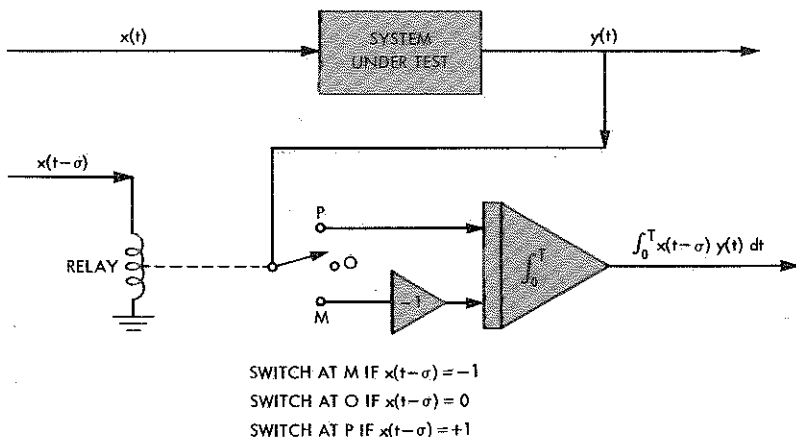 x(t)
SYSTEM
UNDER TEST
y(t)
x(t-σ)
RELAY
P
O
M
-1
∫₀ᵀ
∫₀ᵀ x(t-σ) y(t) dt
SWITCH AT M IF x(t-σ) = -1
SWITCH AT O IF x(t-σ) = 0
SWITCH AT P IF x(t-σ) = +1